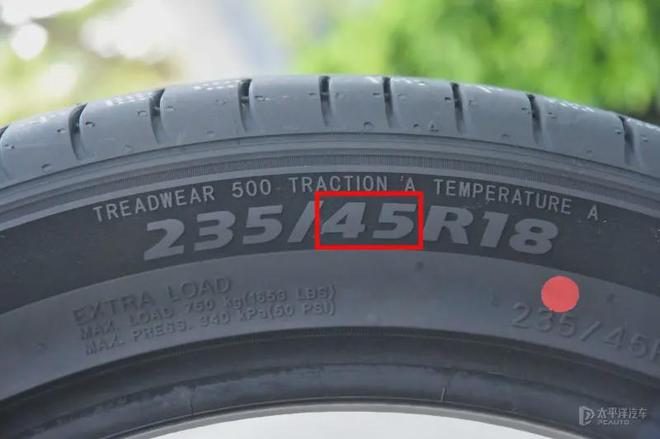 TREADWEAR 500 TRACTION A TEMPERATURE A
235/45R18
EXTRA LOAD
MAX. LOAD 750 kg(1653 LBS)
MAX. PRESS. 340 kPa(50 PSI)
235/45R
太平洋汽车
PCAUTO